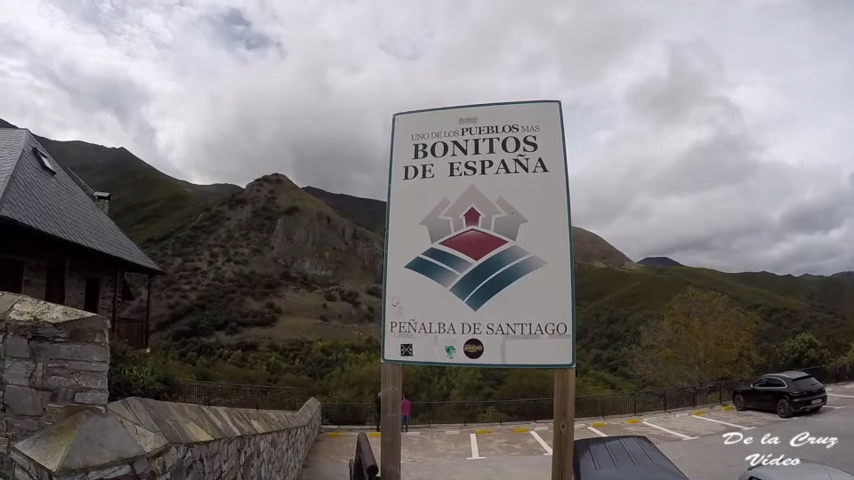 UNO DE LOS PUEBLOS MÁS
BONITOS
DE ESPAÑA
PEÑALBA DE SANTIAGO
De la Cruz
Video